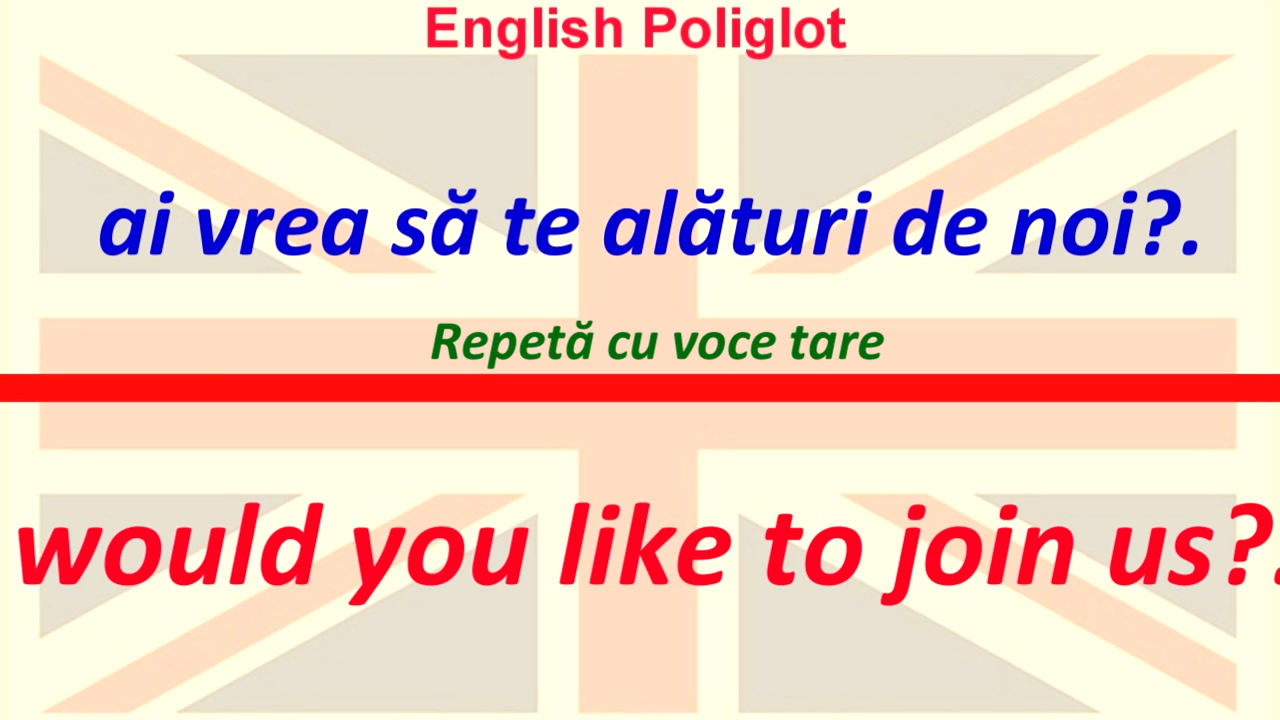 English Poliglot
ai vrea să te alături de noi?.
Repetă cu voce tare
would you like to join us?.